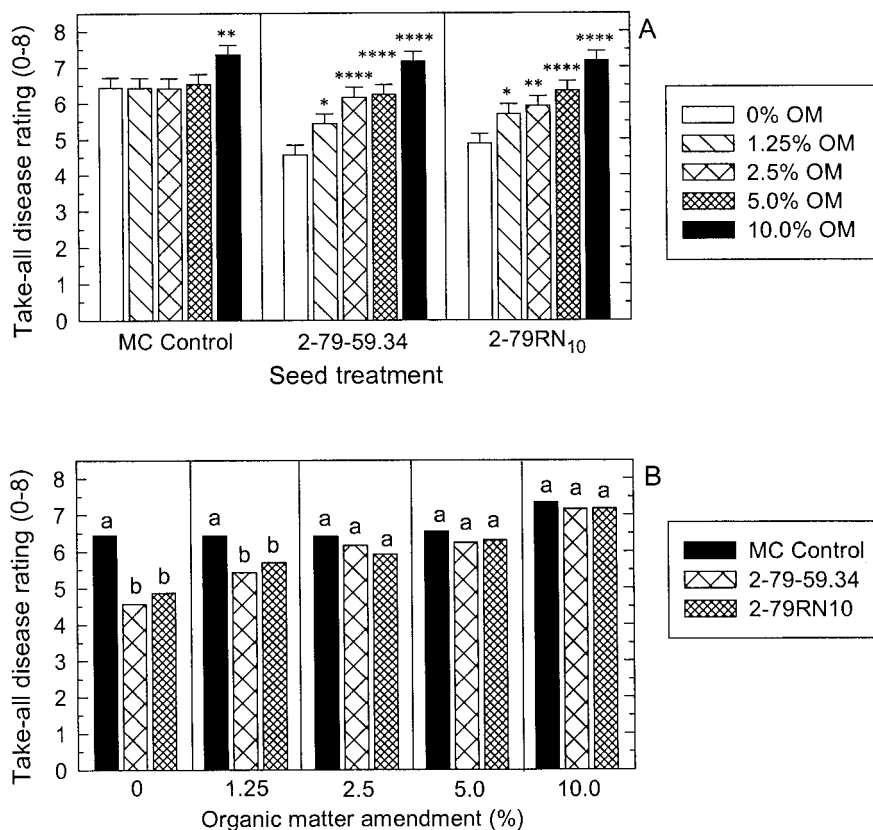 A
Take-all disease rating (0-8)
8
7
6
5
4
3
2
1
0
**
* **** **** ****
* ** **** ****
MC Control 2-79-59.34 2-79RN₁₀
Seed treatment
0% OM
1.25% OM
2.5% OM
5.0% OM
10.0% OM
B
Take-all disease rating (0-8)
8
7
6
5
4
3
2
1
0
a b b a b b a a a a a a a a a
0 1.25 2.5 5.0 10.0
Organic matter amendment (%)
MC Control
2-79-59.34
2-79RN10